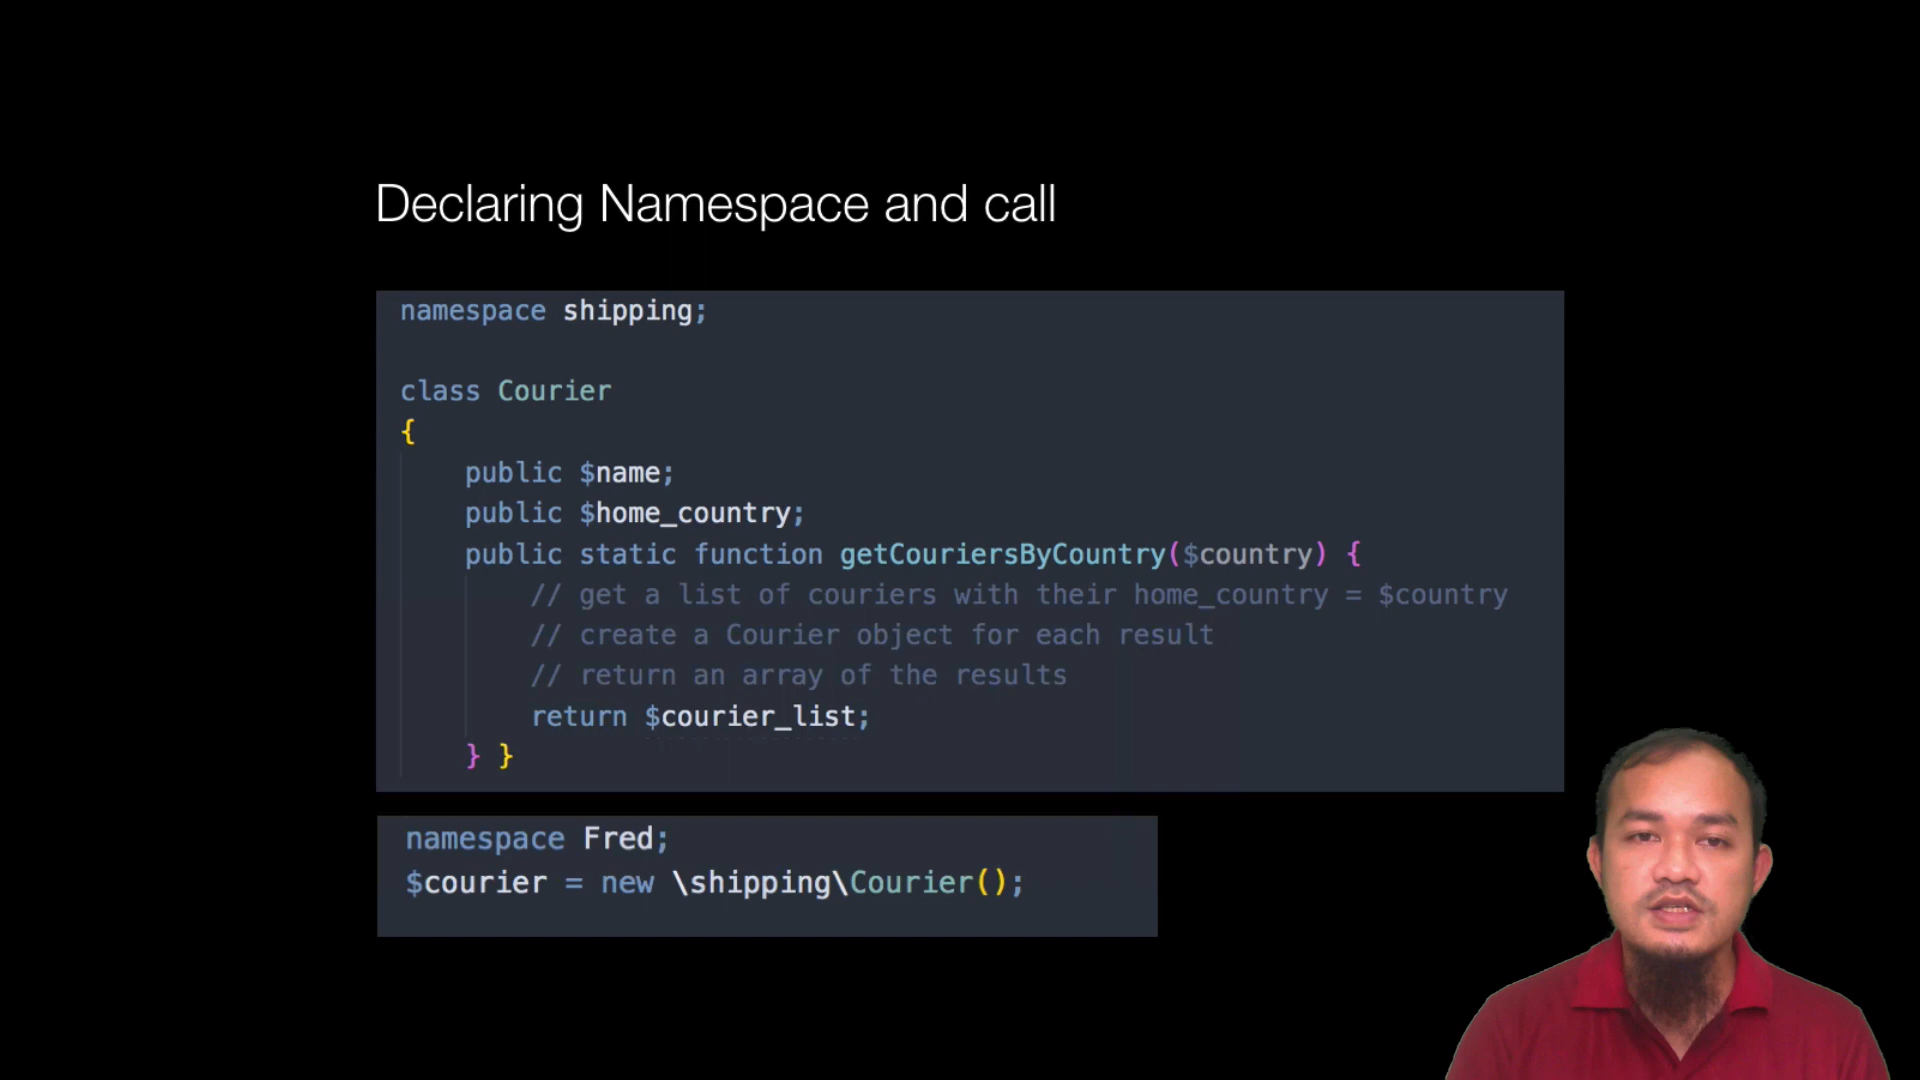 Declaring Namespace and call
namespace shipping;
class Courier
{
public $name;
public $home_country;
public static function getCouriersByCountry($country) {
// get a list of couriers with their home_country = $country
// create a Courier object for each result
// return an array of the results
return $courier_list;
} }
namespace Fred;
$courier = new \shipping\Courier();